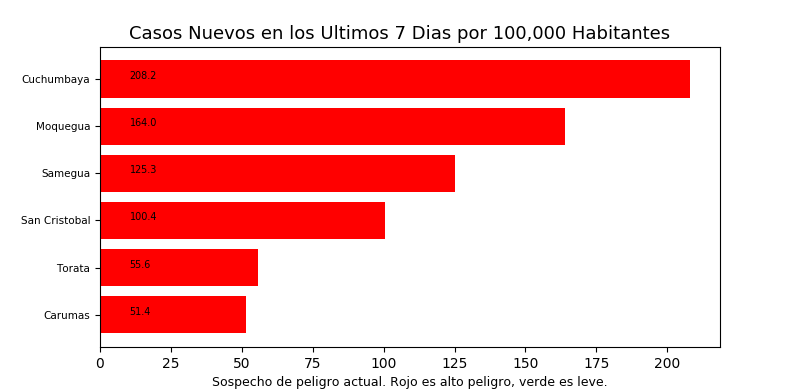 Casos Nuevos en los Ultimos 7 Dias por 100,000 Habitantes
Cuchumbaya 208.2
Moquegua 164.0
Samegua 125.3
San Cristobal 100.4
Torata 55.6
Carumas 51.4
0 25 50 75 100 125 150 175 200
Sospecho de peligro actual. Rojo es alto peligro, verde es leve.